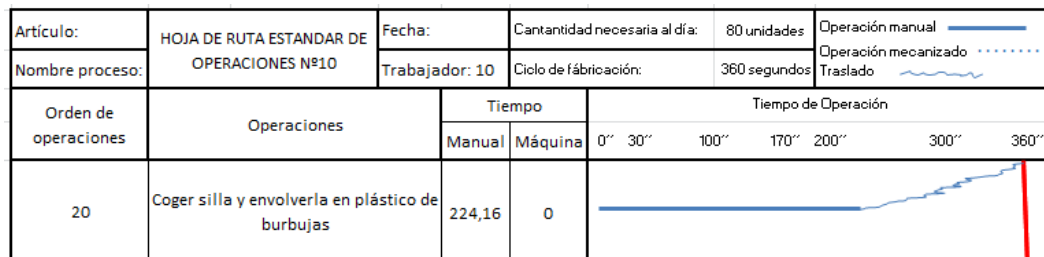 Artículo:
HOJA DE RUTA ESTANDAR DE
OPERACIONES Nº10
Fecha:
Cantantidad necesaria al día:
80 unidades
Operación manual
Operación mecanizado
Nombre proceso:
Trabajador: 10
Ciclo de fábricación:
360 segundos
Traslado
Orden de
operaciones
Operaciones
Tiempo
Tiempo de Operación
Manual
Máquina
0´´ 30´´ 100´´ 170´´ 200´´ 300´´ 360´´
20
Coger silla y envolverla en plástico de
burbujas
224,16
0